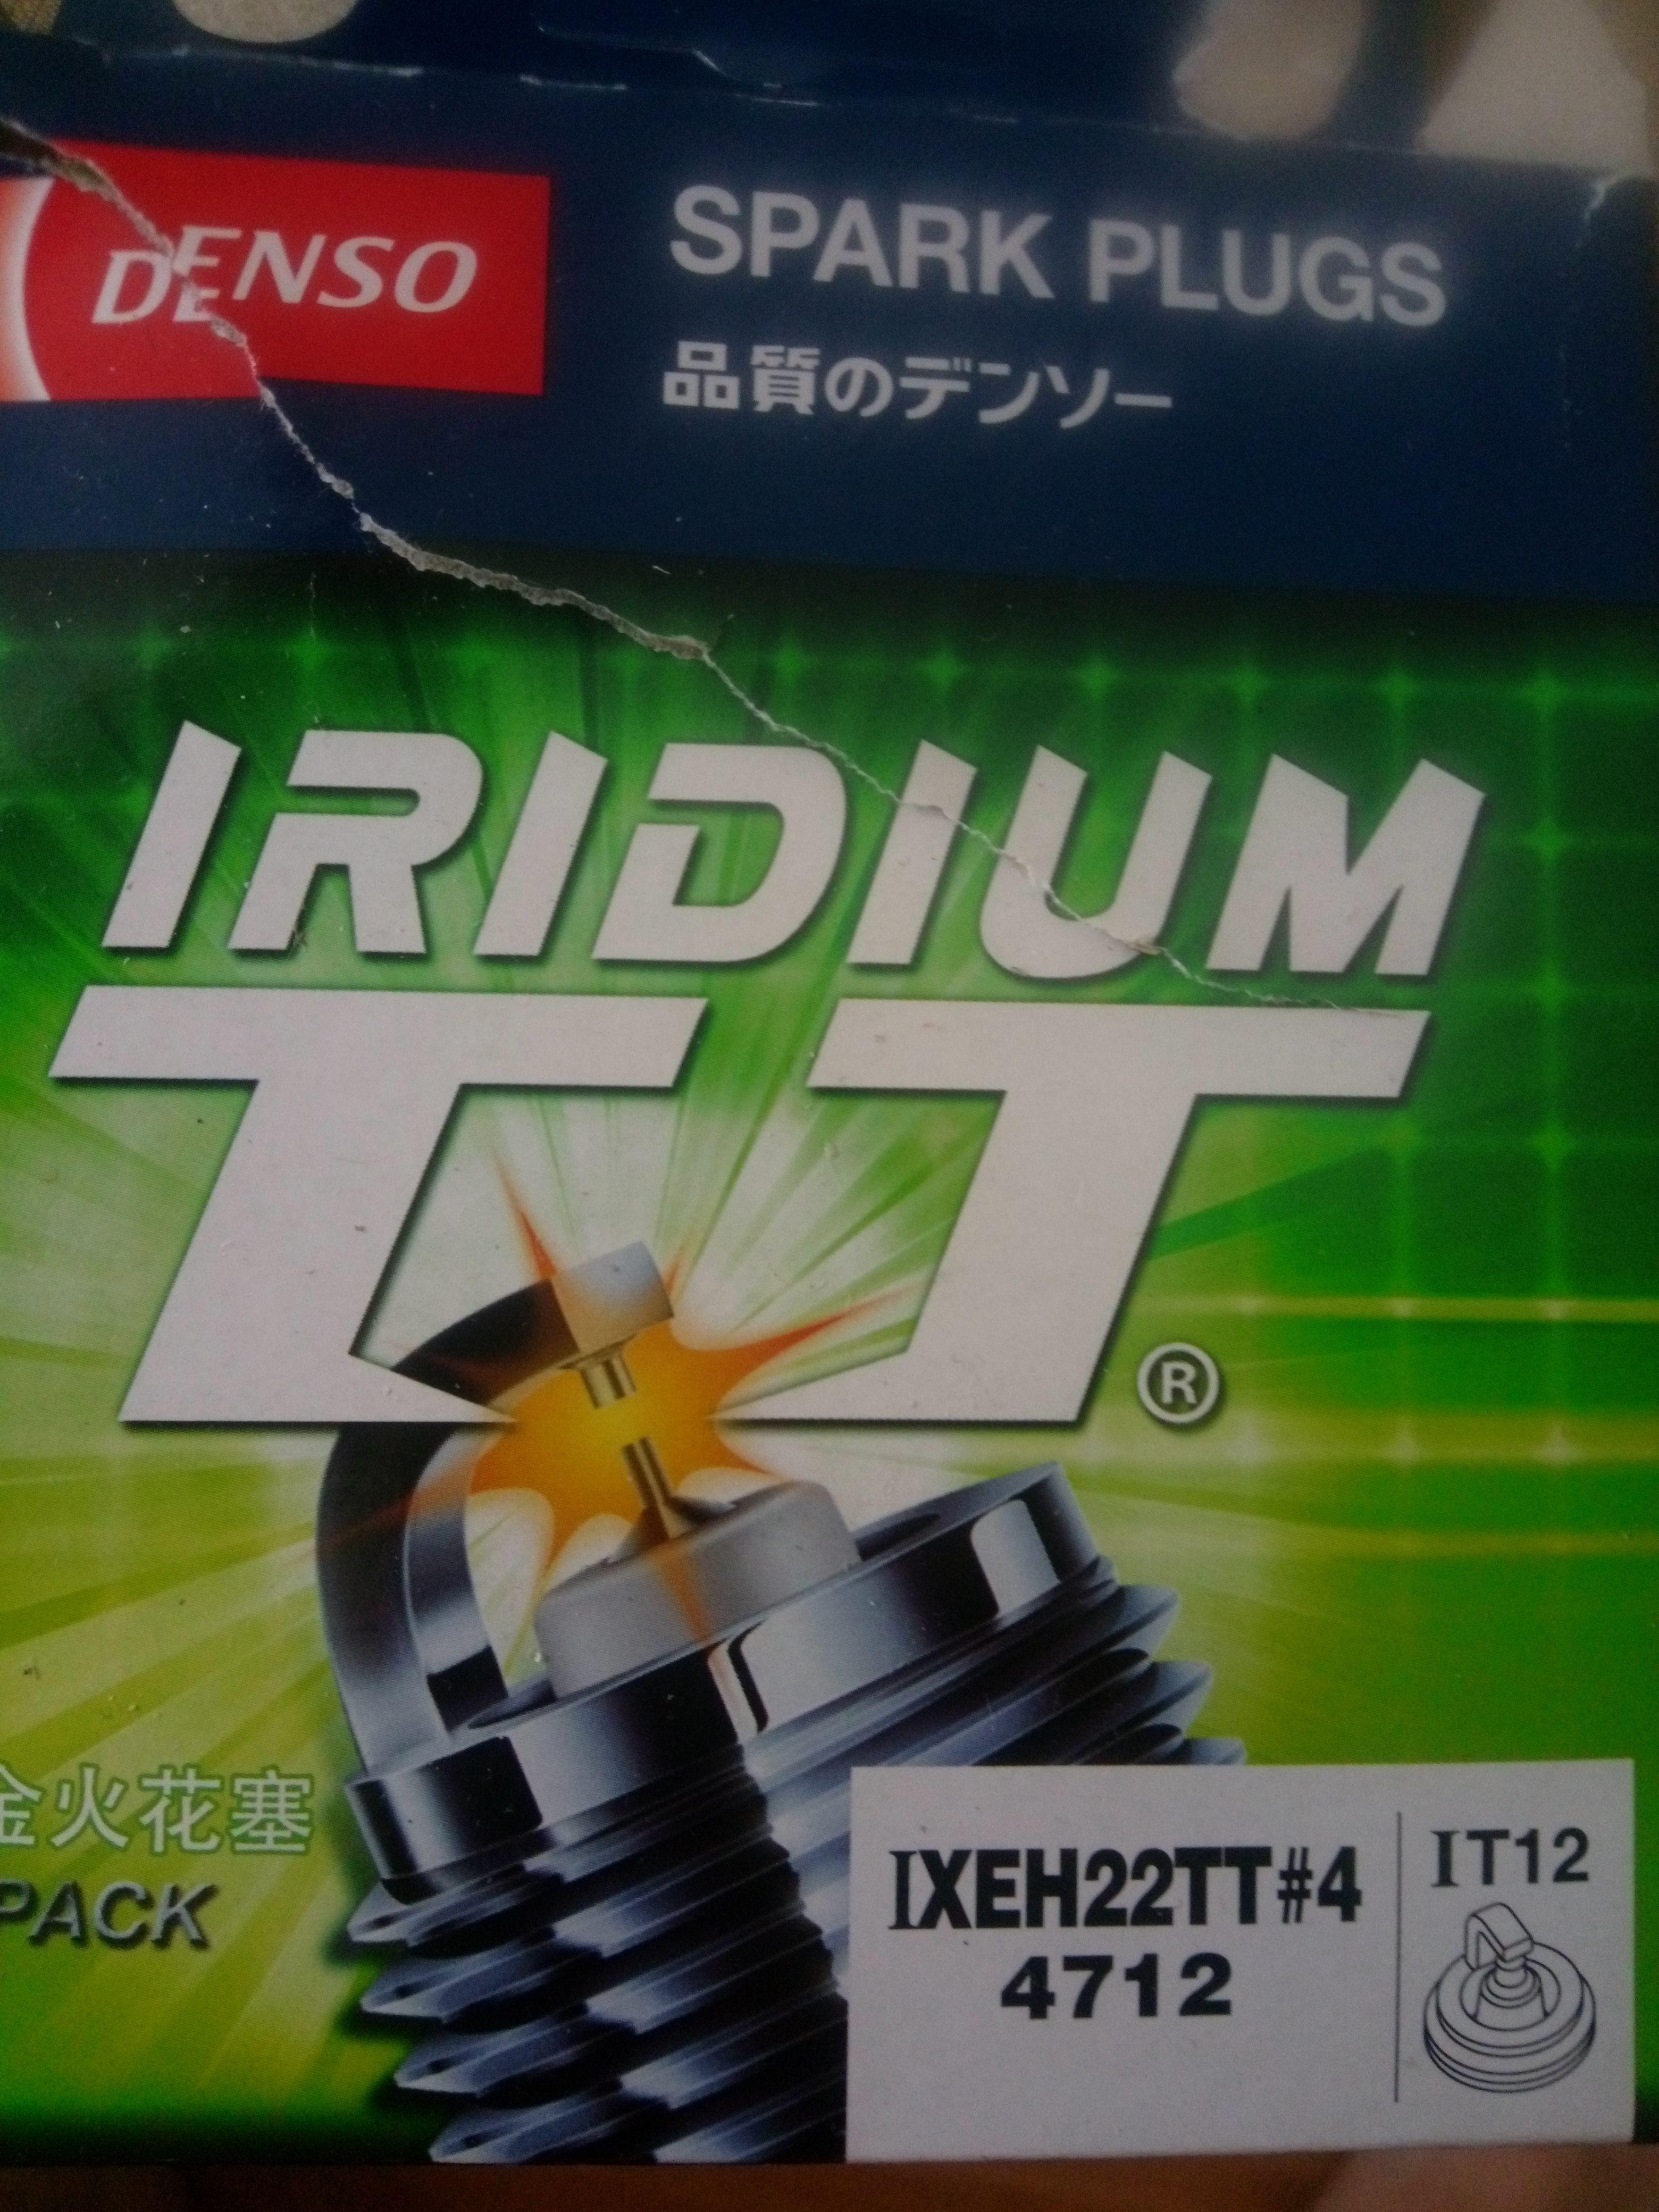 DENSO
SPARK PLUGS
品質のデンソー
IRIDIUM
TT®
金火花塞
PACK
IXEH22TT#4
4712
IT12